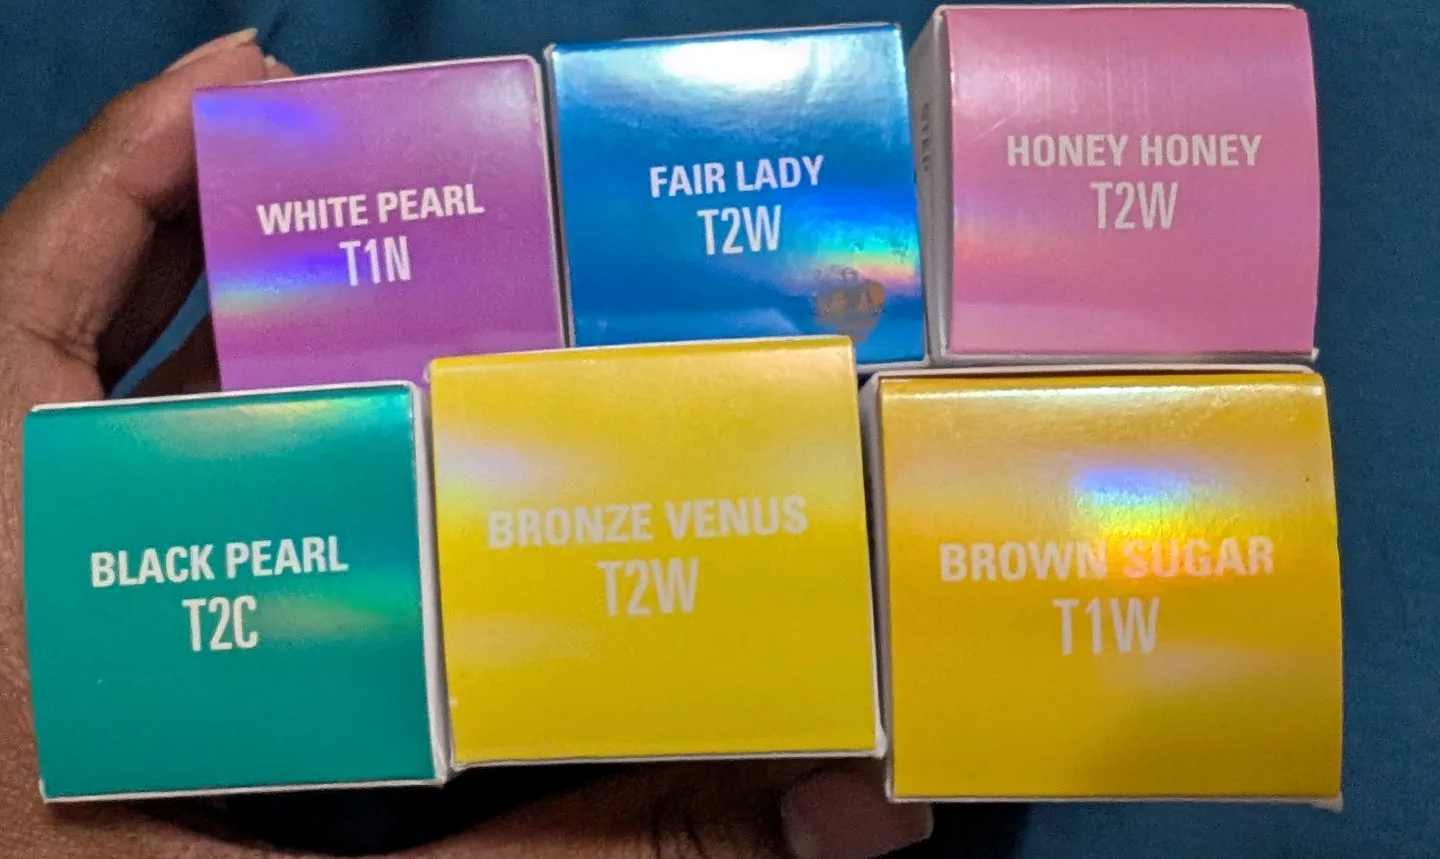 WHITE PEARL
T1N
FAIR LADY
T2W
HONEY HONEY
T2W
BLACK PEARL
T2C
BRONZE VENUS
T2W
BROWN SUGAR
T1W